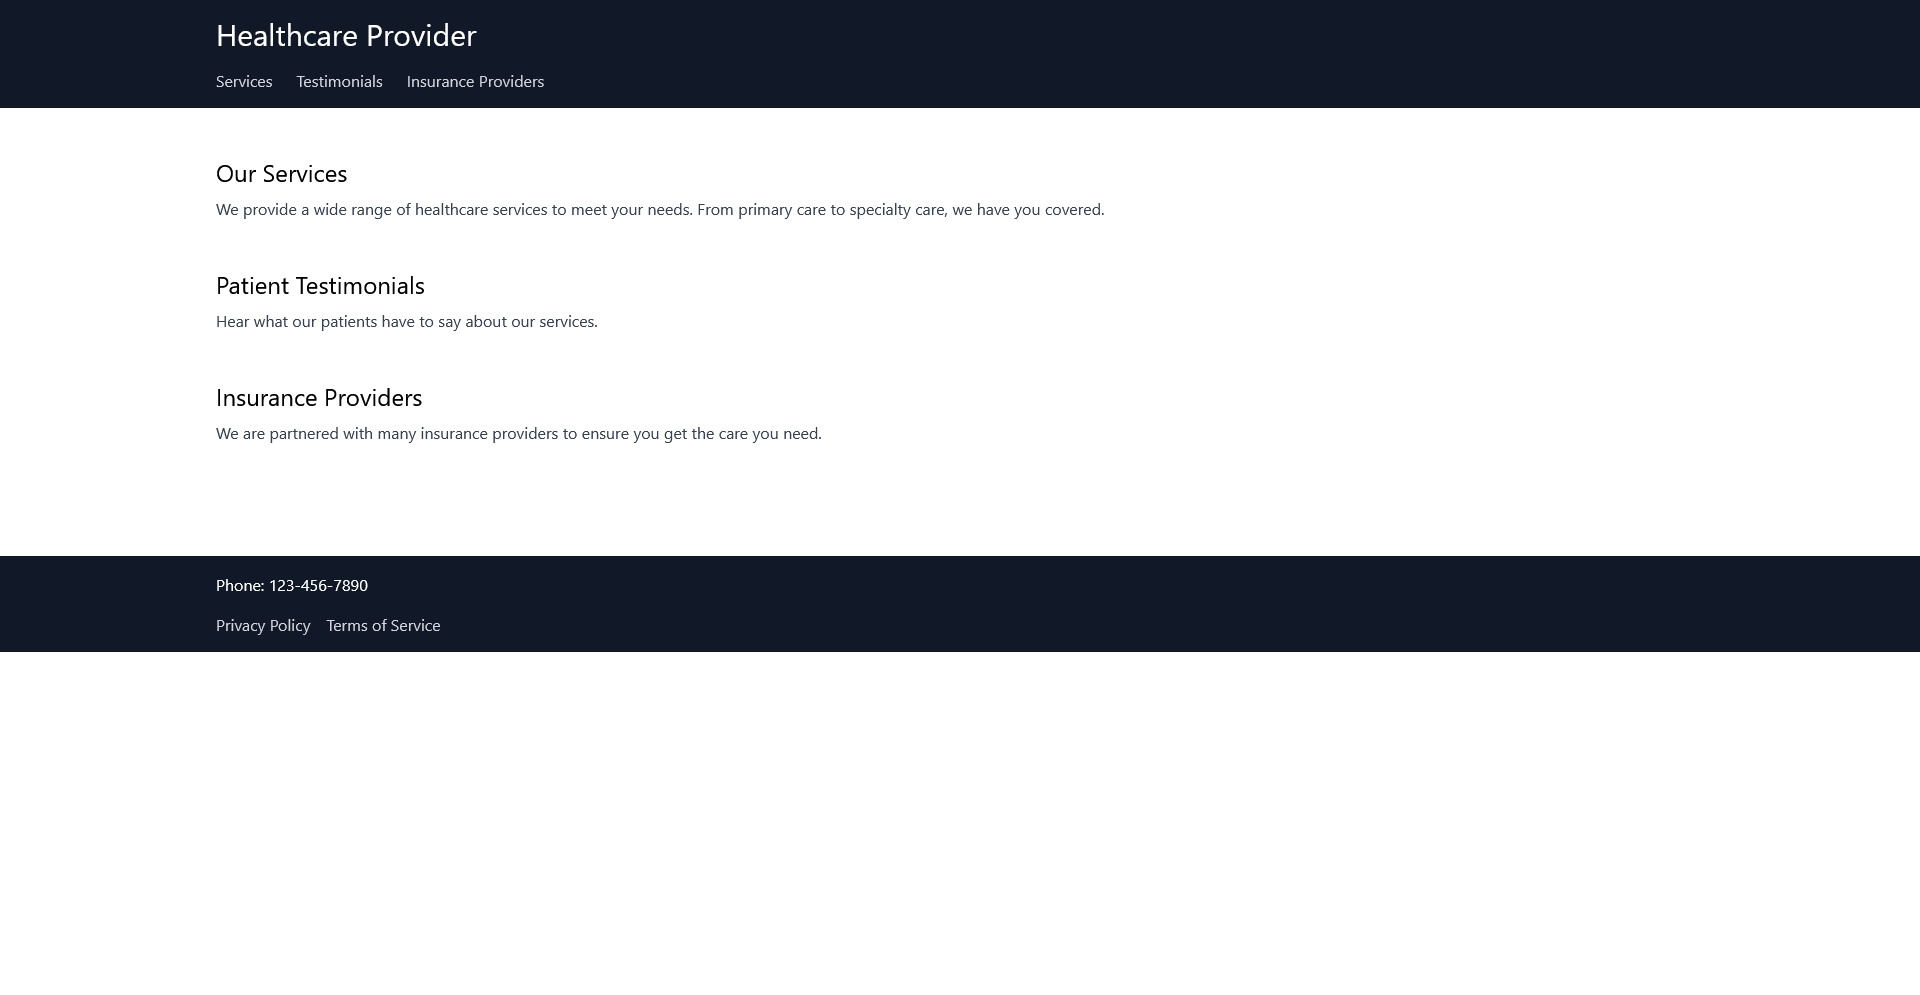 Healthcare Provider
Services Testimonials Insurance Providers
Our Services
We provide a wide range of healthcare services to meet your needs. From primary care to specialty care, we have you covered.
Patient Testimonials
Hear what our patients have to say about our services.
Insurance Providers
We are partnered with many insurance providers to ensure you get the care you need.
Phone: 123-456-7890
Privacy Policy Terms of Service